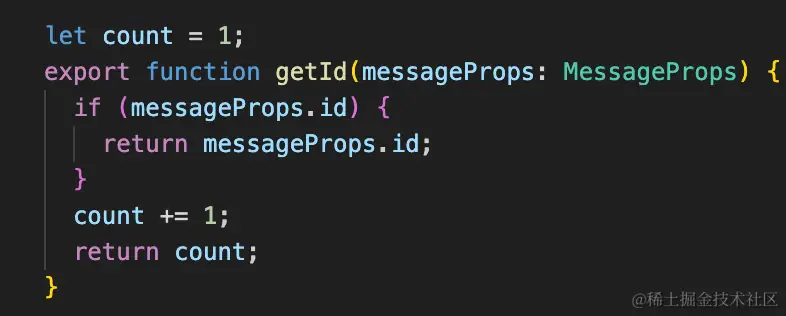 let count = 1;
export function getId(messageProps: MessageProps) {
  if (messageProps.id) {
    return messageProps.id;
  }
  count += 1;
  return count;
}
@稀土掘金技术社区